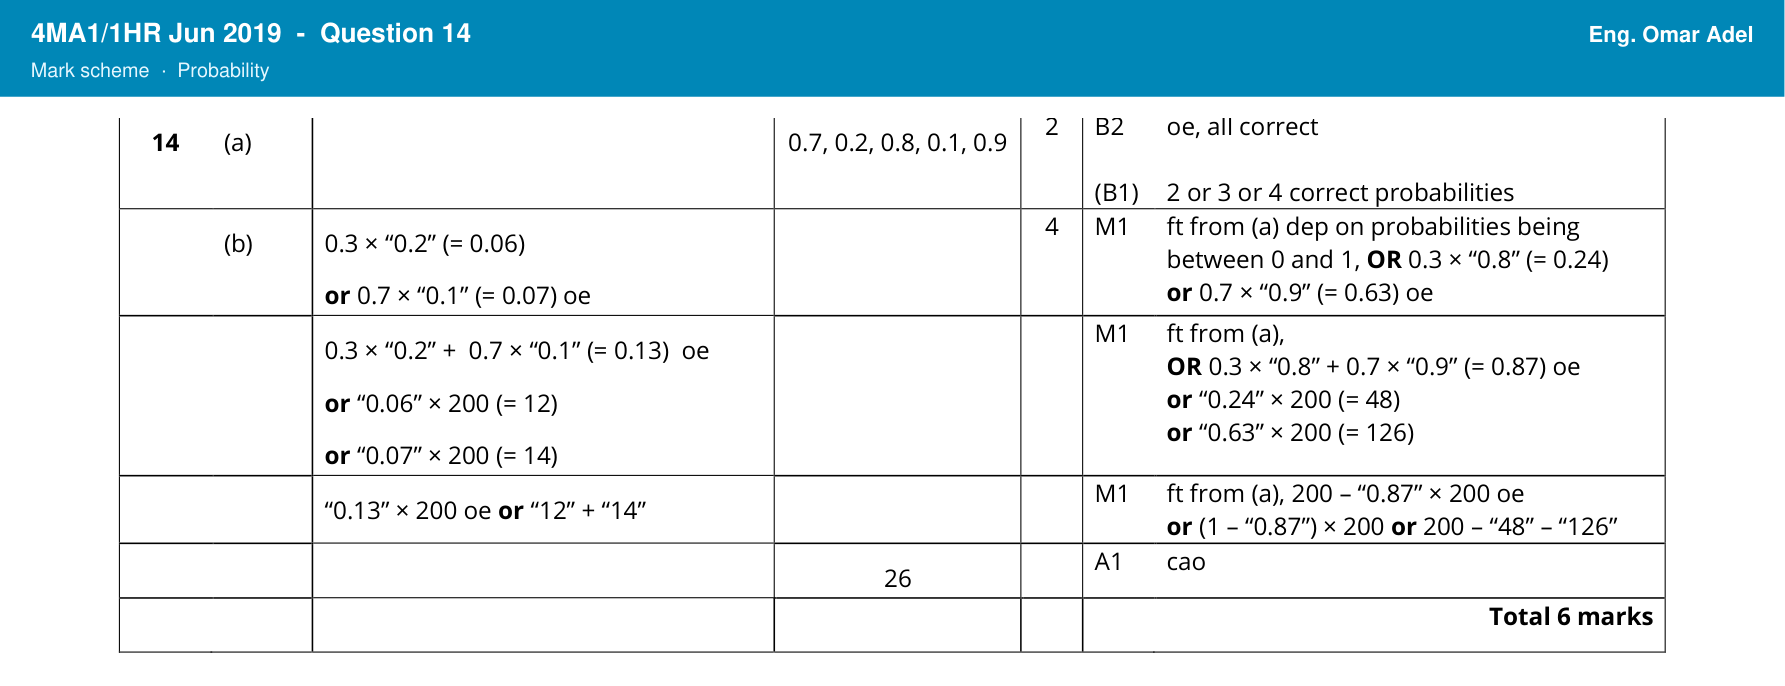 4MA1/1HR Jun 2019 - Question 14
Eng. Omar Adel
Mark scheme · Probability
14 (a) 0.7, 0.2, 0.8, 0.1, 0.9 2 B2 oe, all correct
(B1) 2 or 3 or 4 correct probabilities
(b) 0.3 × “0.2” (= 0.06)
or 0.7 × “0.1” (= 0.07) oe
4 M1 ft from (a) dep on probabilities being
between 0 and 1, OR 0.3 × “0.8” (= 0.24)
or 0.7 × “0.9” (= 0.63) oe
0.3 × “0.2” + 0.7 × “0.1” (= 0.13) oe
or “0.06” × 200 (= 12)
or “0.07” × 200 (= 14)
M1 ft from (a),
OR 0.3 × “0.8” + 0.7 × “0.9” (= 0.87) oe
or “0.24” × 200 (= 48)
or “0.63” × 200 (= 126)
“0.13” × 200 oe or “12” + “14”
M1 ft from (a), 200 – “0.87” × 200 oe
or (1 – “0.87”) × 200 or 200 – “48” – “126”
26 A1 cao
Total 6 marks